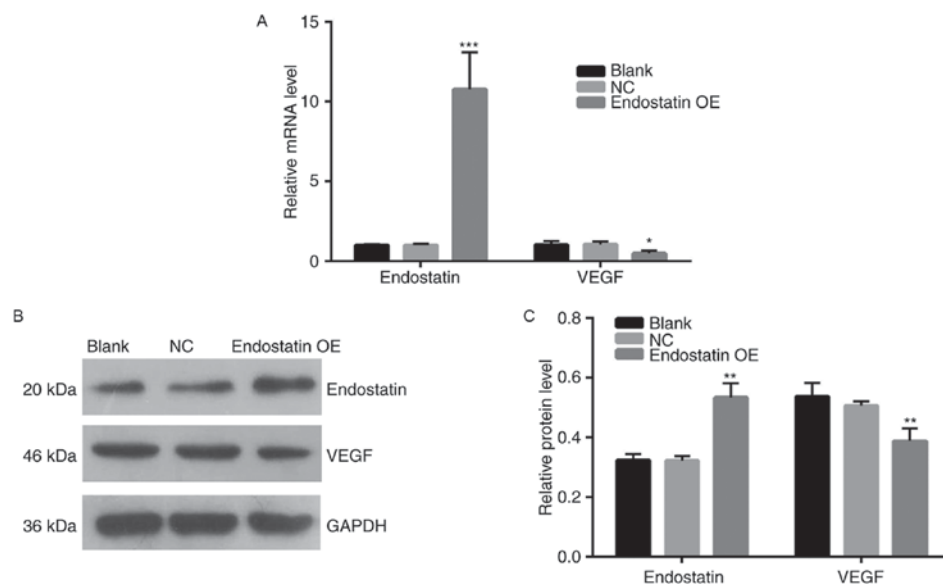 A
Relative mRNA level
15
10
5
0
***
*
Blank
NC
Endostatin OE
Endostatin VEGF
B
Blank NC Endostatin OE
20 kDa Endostatin
46 kDa VEGF
36 kDa GAPDH
C
Relative protein level
0.8
0.6
0.4
0.2
0.0
Blank
NC
Endostatin OE
**
**
Endostatin VEGF